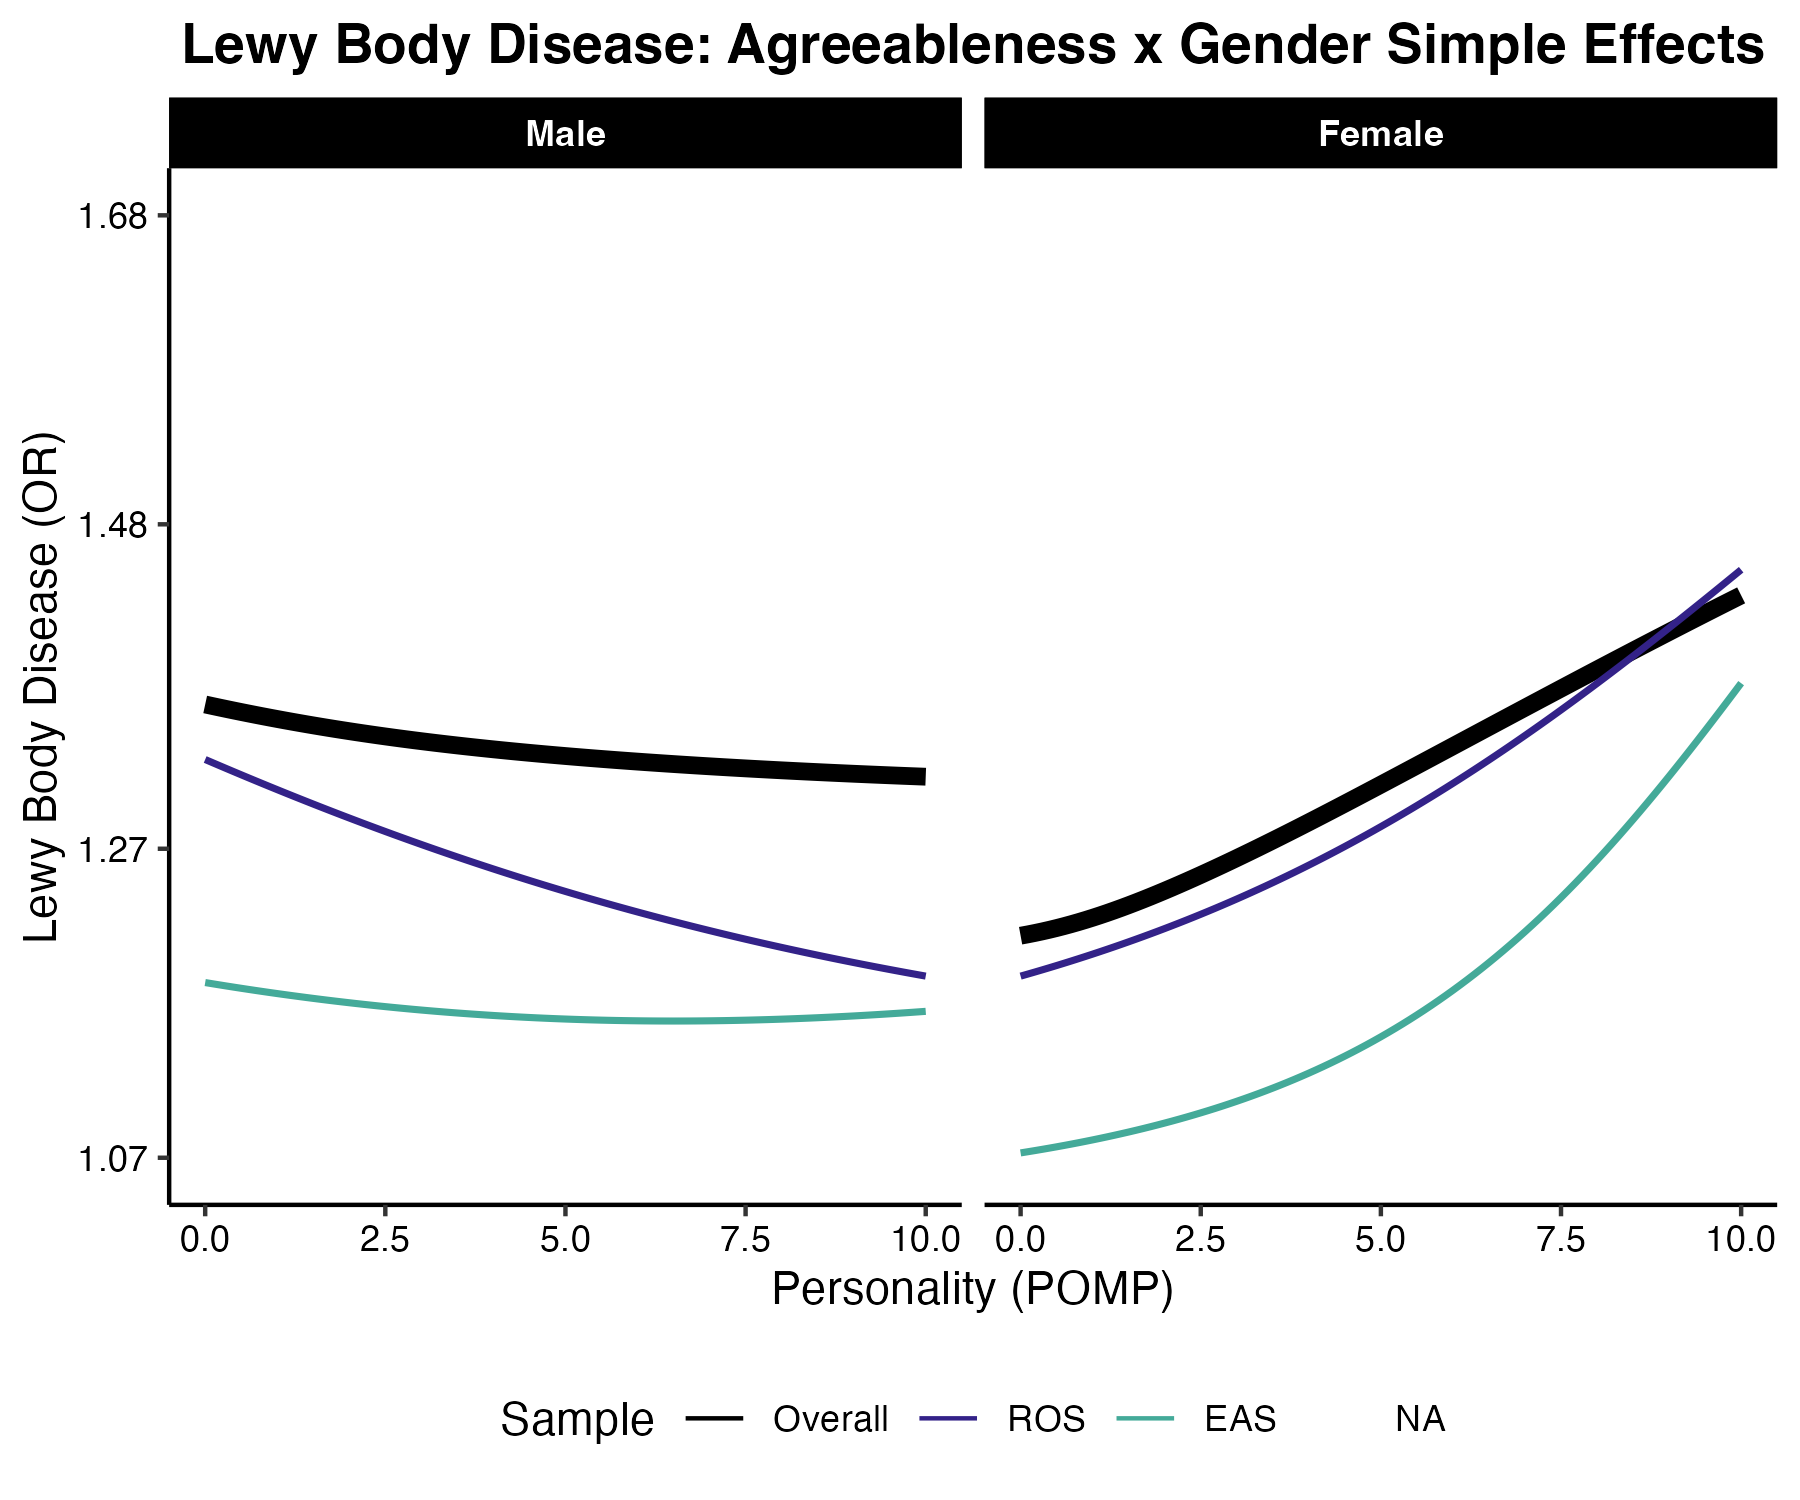 Lewy Body Disease: Agreeableness x Gender Simple Effects
Male
Female
Lewy Body Disease (OR)
1.68
1.48
1.27
1.07
0.0 2.5 5.0 7.5 10.0
0.0 2.5 5.0 7.5 10.0
Personality (POMP)
Sample Overall ROS EAS NA